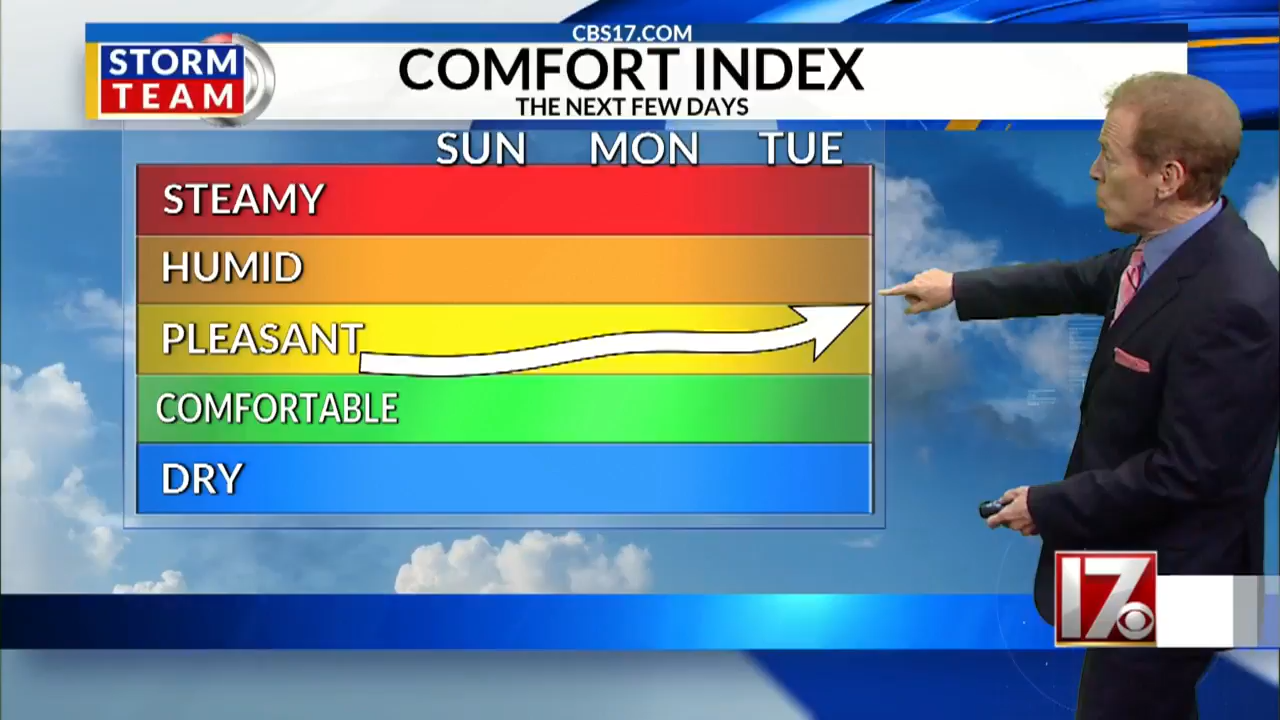 CBS17.COM
STORM
TEAM
COMFORT INDEX
THE NEXT FEW DAYS
SUN MON TUE
STEAMY
HUMID
PLEASANT
COMFORTABLE
DRY
17